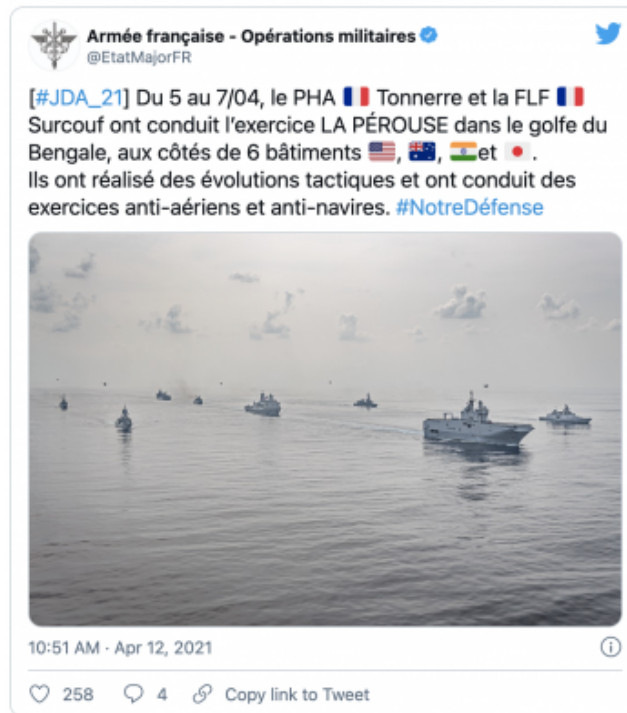 Armée française - Opérations militaires
@EtatMajorFR
[#JDA_21] Du 5 au 7/04, le PHA 🇫🇷 Tonnerre et la FLF 🇫🇷
Surcouf ont conduit l'exercice LA PÉROUSE dans le golfe du
Bengale, aux côtés de 6 bâtiments 🇺🇸, 🇦🇺, 🇮🇳et 🇯🇵.
Ils ont réalisé des évolutions tactiques et ont conduit des
exercices anti-aériens et anti-navires. #NotreDéfense
10:51 AM · Apr 12, 2021
258 4 Copy link to Tweet